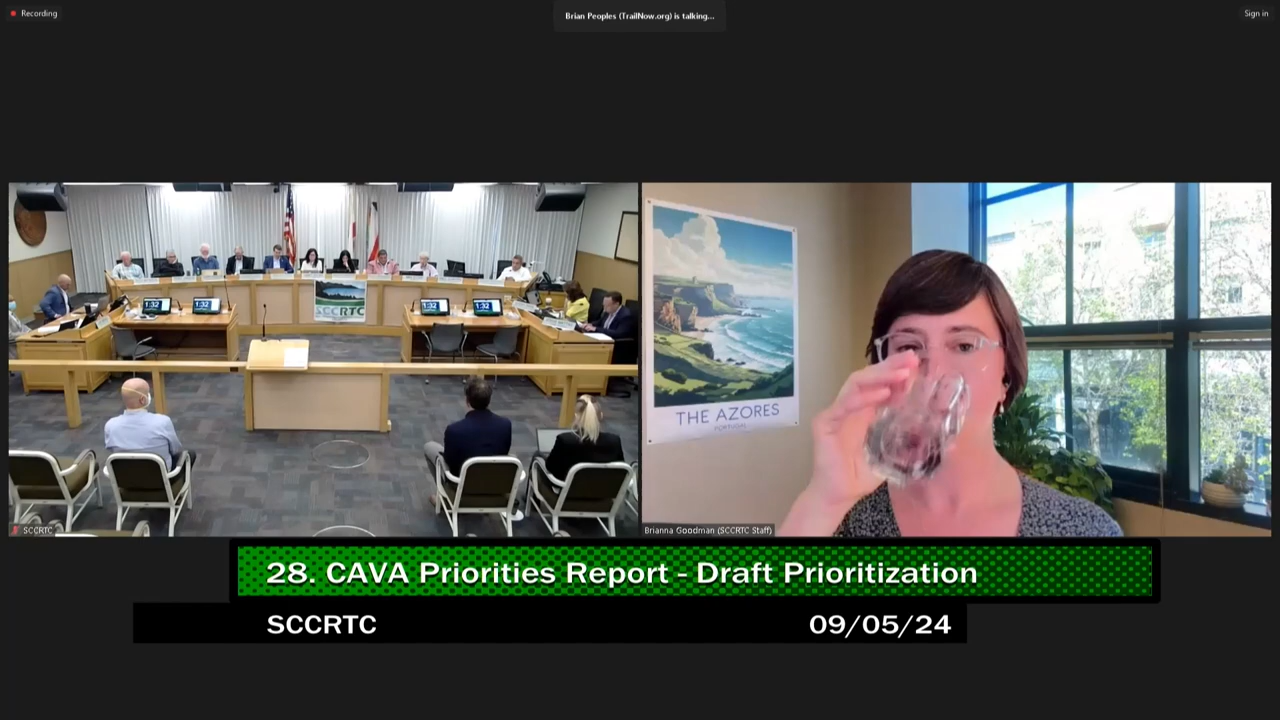 Recording
Brian Peoples (TrailNow.org) is talking...
Sign in
1:32
1:32
1:32
1:32
SCCRTC
THE AZORES
PORTUGAL
SCCRTC
Brianna Goodman (SCCRTC Staff)
28. CAVA Priorities Report - Draft Prioritization
SCCRTC
09/05/24